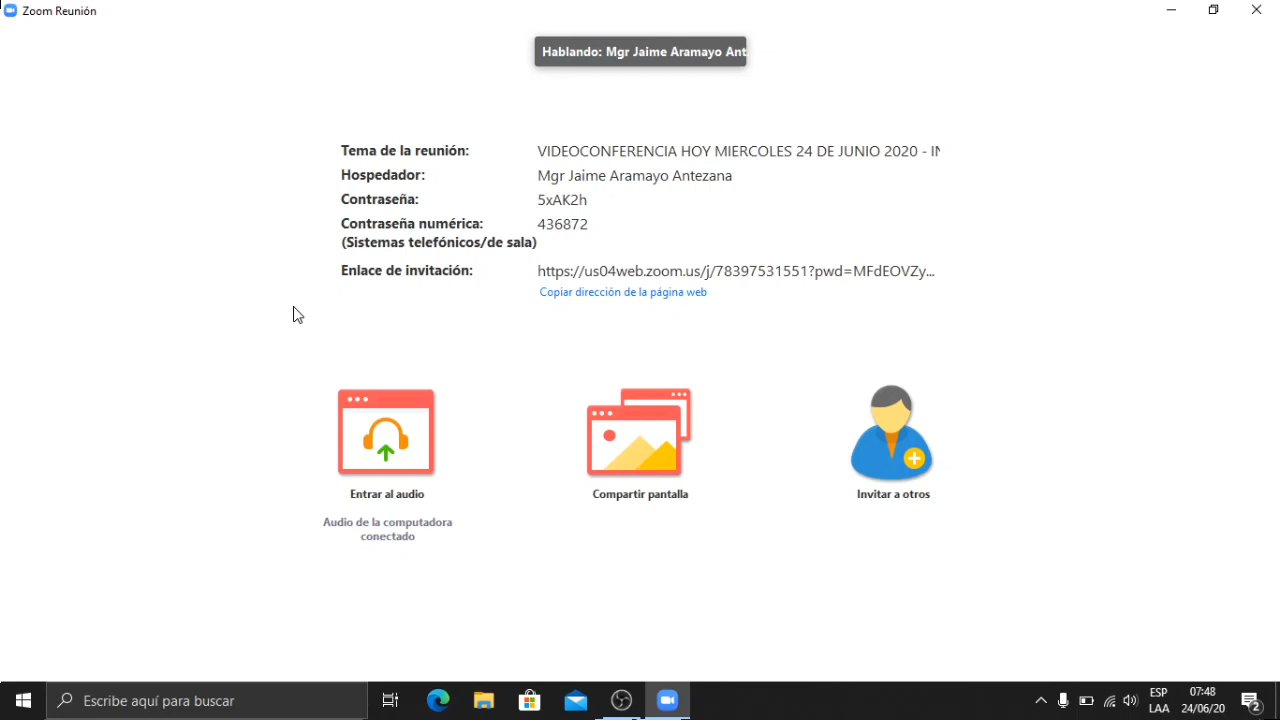 Zoom Reunión
Hablando: Mgr Jaime Aramayo Ant
Tema de la reunión: VIDEOCONFERENCIA HOY MIERCOLES 24 DE JUNIO 2020 -
Hospedador: Mgr Jaime Aramayo Antezana
Contraseña: 5xAK2h
Contraseña numérica: 436872
(Sistemas telefónicos/de sala)
Enlace de invitación: https://us04web.zoom.us/j/78397531551?pwd=MFdEOVZy...
Copiar dirección de la página web
Entrar al audio
Compartir pantalla
Invitar a otros
Audio de la computadora
conectado
Escribe aquí para buscar
ESP
LAA
07:48
24/06/20
2